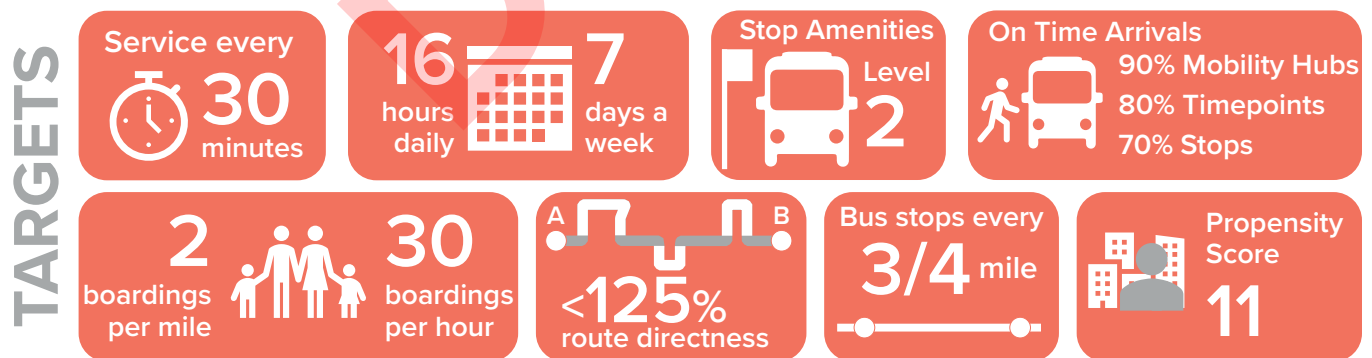 TARGETS
Service every
30
minutes
16
hours
daily
7
days a
week
Stop Amenities
Level
2
On Time Arrivals
90% Mobility Hubs
80% Timepoints
70% Stops
2
boardings
per mile
30
boardings
per hour
A
B
<125%
route directness
Bus stops every
3/4 mile
Propensity
Score
11